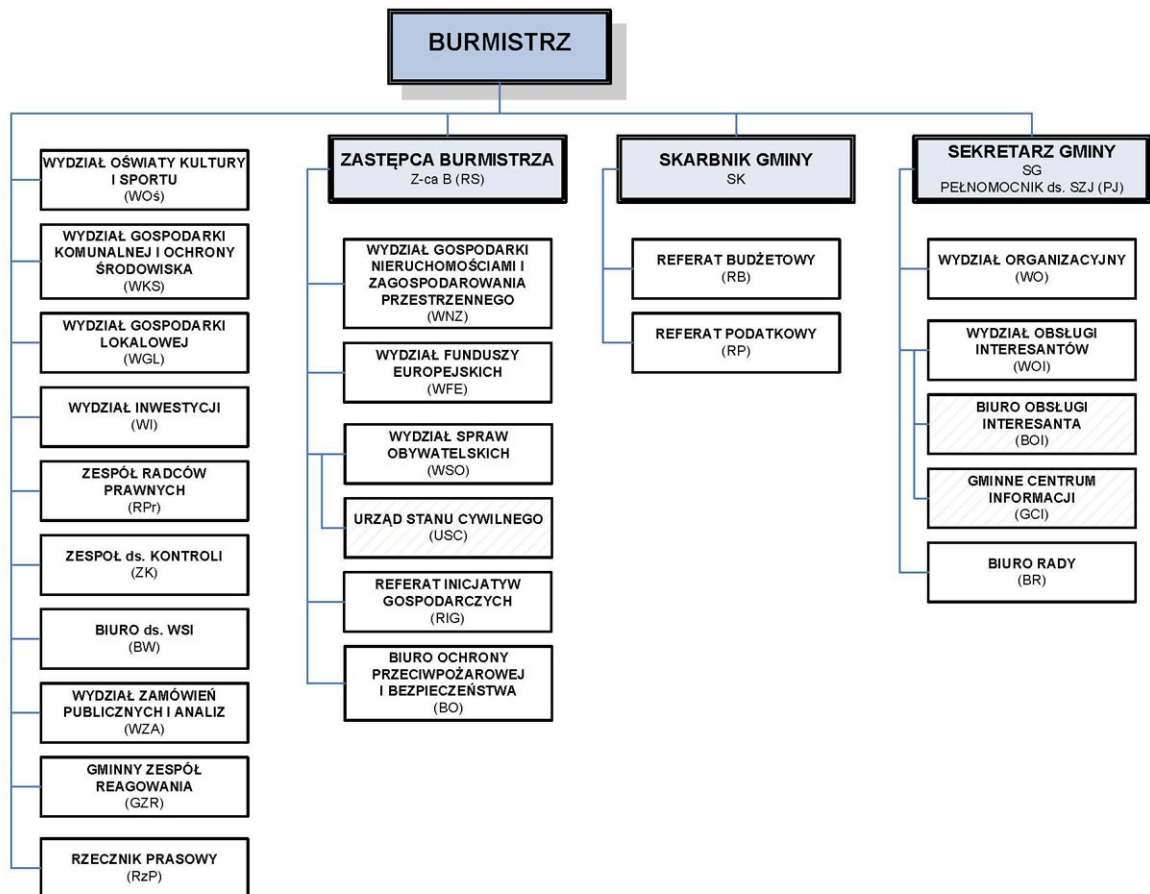 BURMISTRZ
WYDZIAŁ OŚWIATY KULTURY
I SPORTU
(WOś)
WYDZIAŁ GOSPODARKI
KOMUNALNEJ I OCHRONY
ŚRODOWISKA
(WKS)
WYDZIAŁ GOSPODARKI
LOKALOWEJ
(WGL)
WYDZIAŁ INWESTYCJI
(WI)
ZESPÓŁ RADCÓW
PRAWNYCH
(RPr)
ZESPOŁ ds. KONTROLI
(ZK)
BIURO ds. WSI
(BW)
WYDZIAŁ ZAMÓWIEŃ
PUBLICZNYCH I ANALIZ
(WZA)
GMINNY ZESPÓŁ
REAGOWANIA
(GZR)
RZECZNIK PRASOWY
(RzP)
ZASTĘPCA BURMISTRZA
Z-ca B (RS)
WYDZIAŁ GOSPODARKI
NIERUCHOMOŚCIAMI I
ZAGOSPODAROWANIA
PRZESTRZENNEGO
(WNZ)
WYDZIAŁ FUNDUSZY
EUROPEJSKICH
(WFE)
WYDZIAŁ SPRAW
OBYWATELSKICH
(WSO)
URZĄD STANU CYWILNEGO
(USC)
REFERAT INICJATYW
GOSPODARCZYCH
(RIG)
BIURO OCHRONY
PRZECIWPOŻAROWEJ
I BEZPIECZEŃSTWA
(BO)
SKARBNIK GMINY
SK
REFERAT BUDŻETOWY
(RB)
REFERAT PODATKOWY
(RP)
SEKRETARZ GMINY
SG
PEŁNOMOCNIK ds. SZJ (PJ)
WYDZIAŁ ORGANIZACYJNY
(WO)
WYDZIAŁ OBSŁUGI
INTERESANTÓW
(WOI)
BIURO OBSŁUGI
INTERESANTA
(BOI)
GMINNE CENTRUM
INFORMACJI
(GCI)
BIURO RADY
(BR)